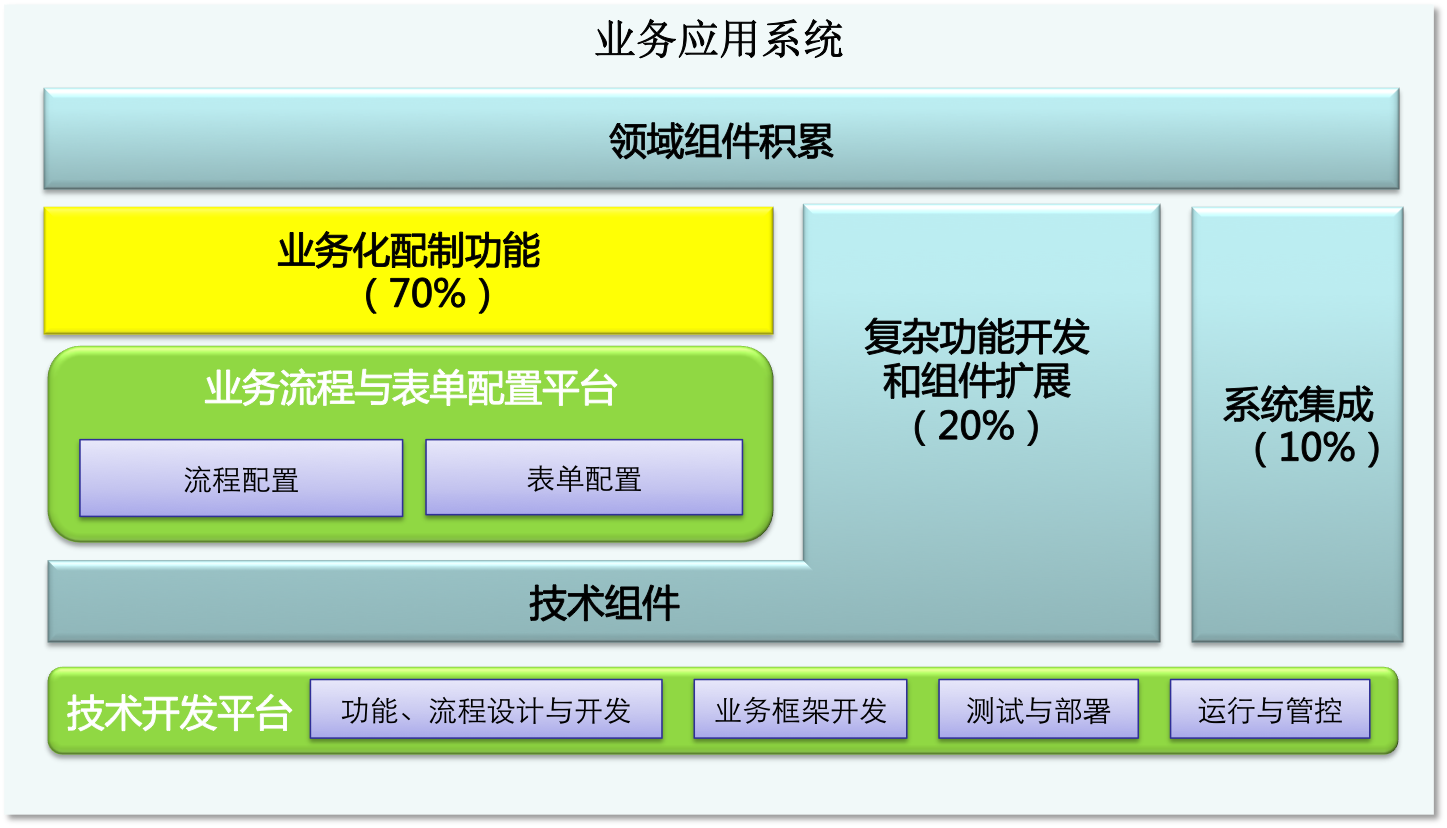 业务应用系统
领域组件积累
业务化配制功能
（70%）
复杂功能开发
和组件扩展
（20%）
系统集成
（10%）
业务流程与表单配置平台
流程配置
表单配置
技术组件
技术开发平台
功能、流程设计与开发
业务框架开发
测试与部署
运行与管控